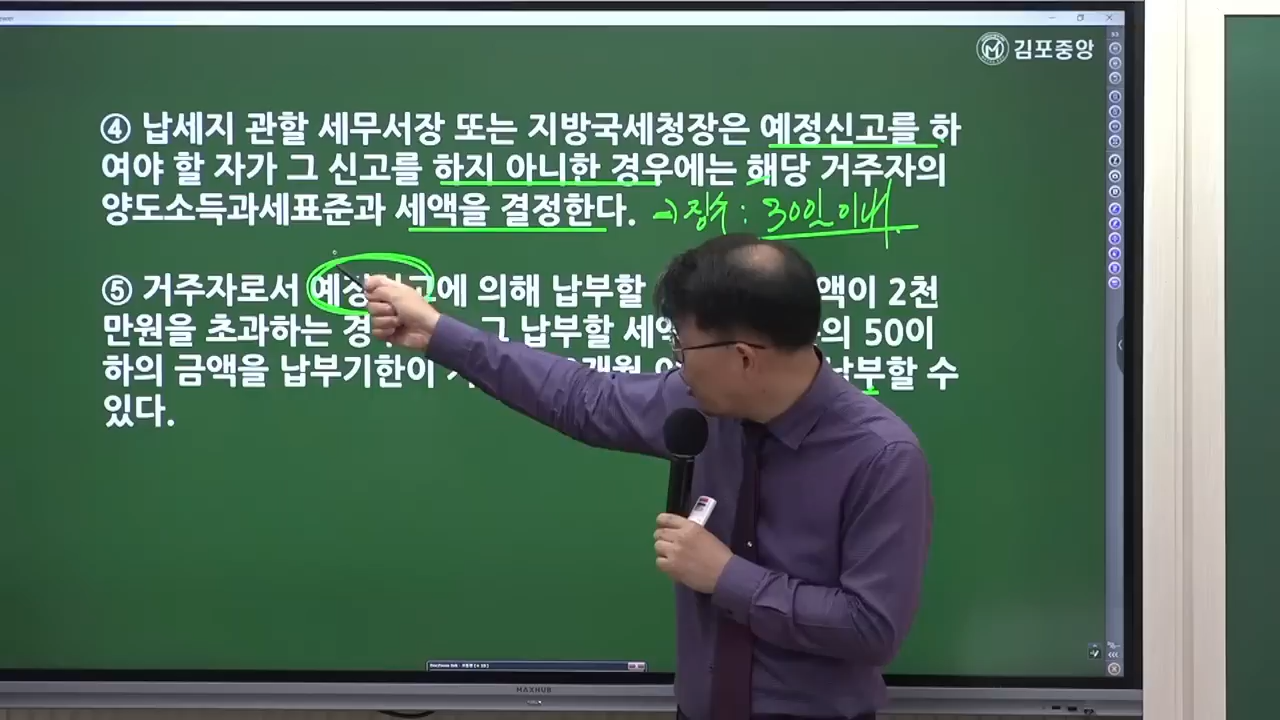 김포중앙
④ 납세지 관할 세무서장 또는 지방국세청장은 예정신고를 하
여야 할 자가 그 신고를 하지 아니한 경우에는 해당 거주자의
양도소득과세표준과 세액을 결정한다. → 징수 : 30일 이내
⑤ 거주자로서 예정신고에 의해 납부할 액이 2천
만원을 초과하는 그 납부할 의 50이
하의 금액을 납부기한이 납부할 수
있다.
MAXHUB